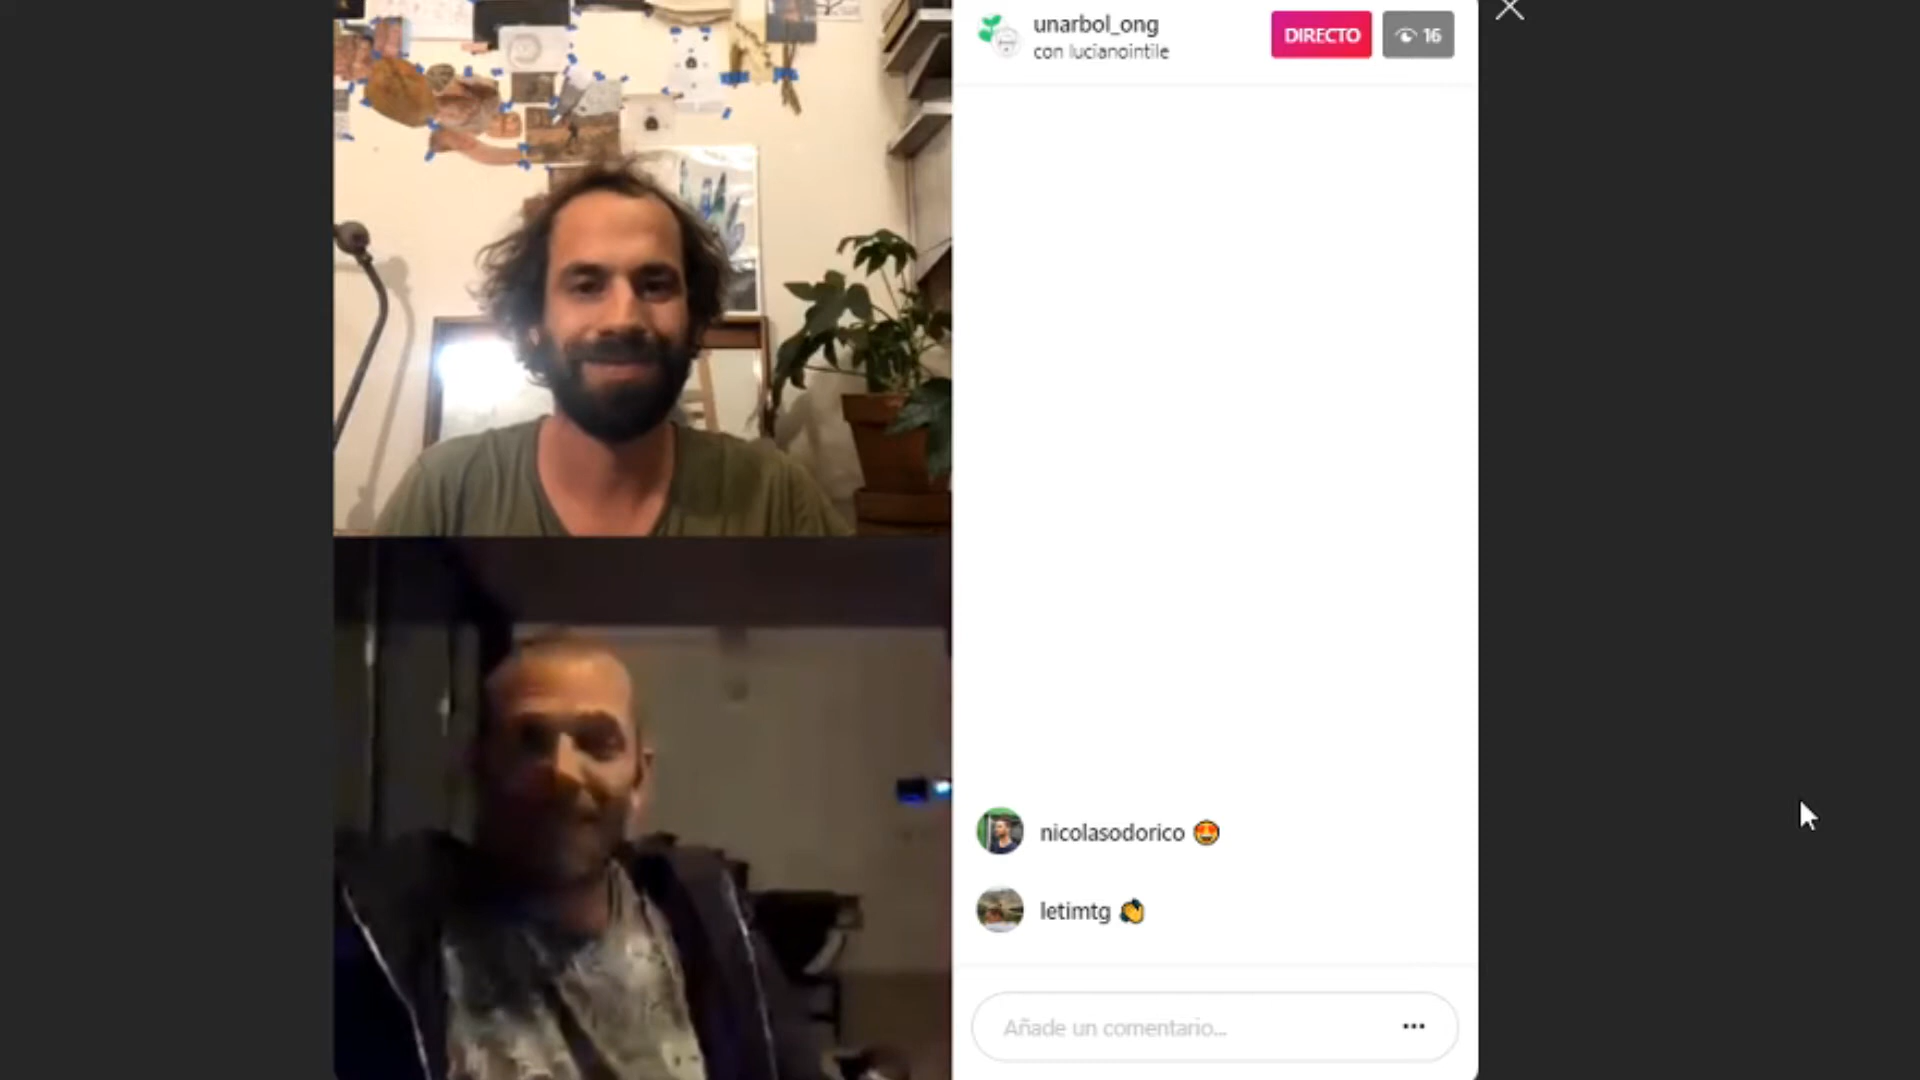 unarbol_ong
con lucianointile
DIRECTO
16
nicolasodorico 😍
letimtg 👏
Añade un comentario...